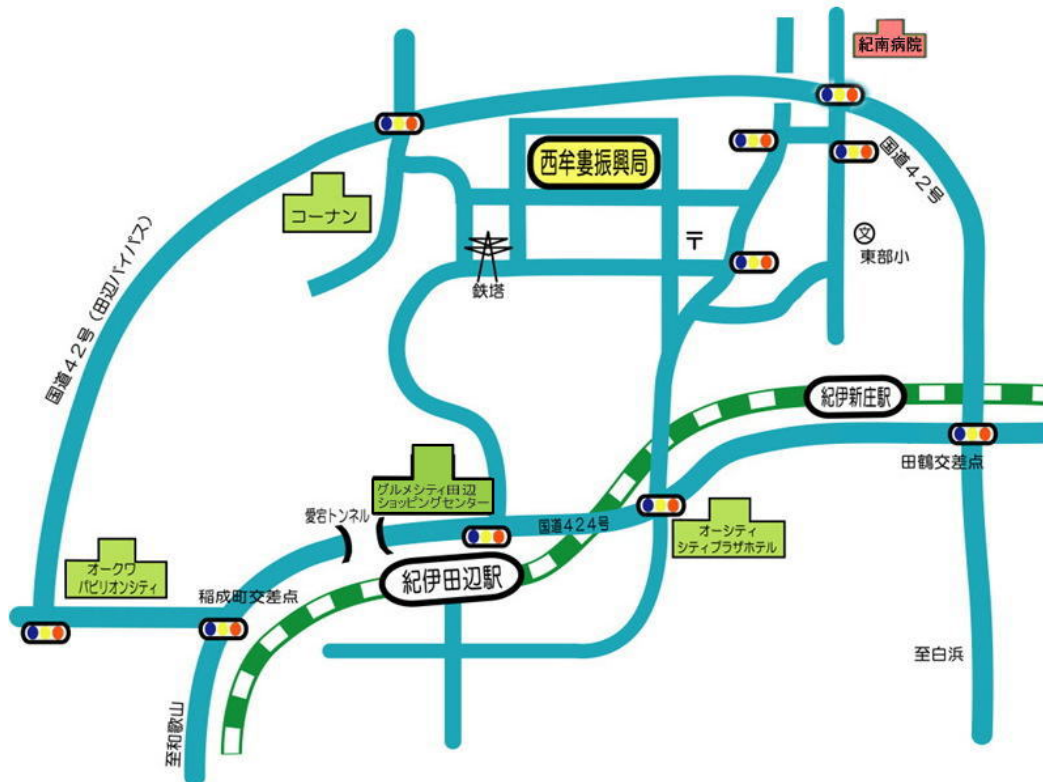 紀南病院
国道42号
西牟婁振興局
コーナン
〒
文
東部小
鉄塔
国道42号（田辺バイパス）
紀伊新庄駅
田鶴交差点
グルメシティ田辺
ショッピングセンター
愛宕トンネル
国道424号
オーシティ
シティプラザホテル
オークワ
パビリオンシティ
紀伊田辺駅
稲成町交差点
至白浜
至和歌山